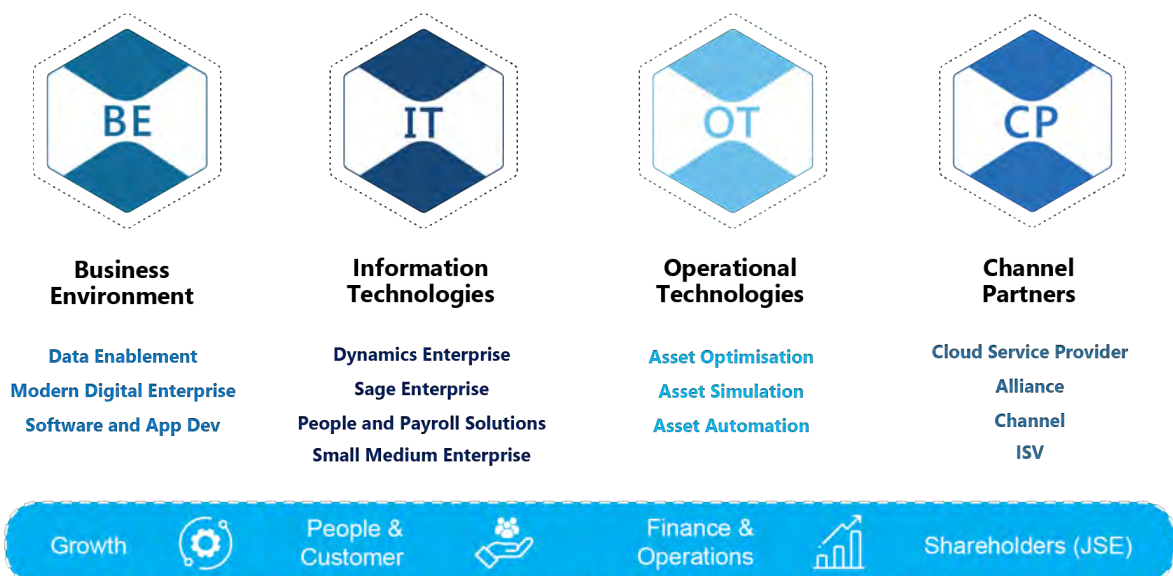 BE
IT
OT
CP
Business
Environment
Information
Technologies
Operational
Technologies
Channel
Partners
Data Enablement
Modern Digital Enterprise
Software and App Dev
Dynamics Enterprise
Sage Enterprise
People and Payroll Solutions
Small Medium Enterprise
Asset Optimisation
Asset Simulation
Asset Automation
Cloud Service Provider
Alliance
Channel
ISV
Growth
People &
Customer
Finance &
Operations
Shareholders (JSE)